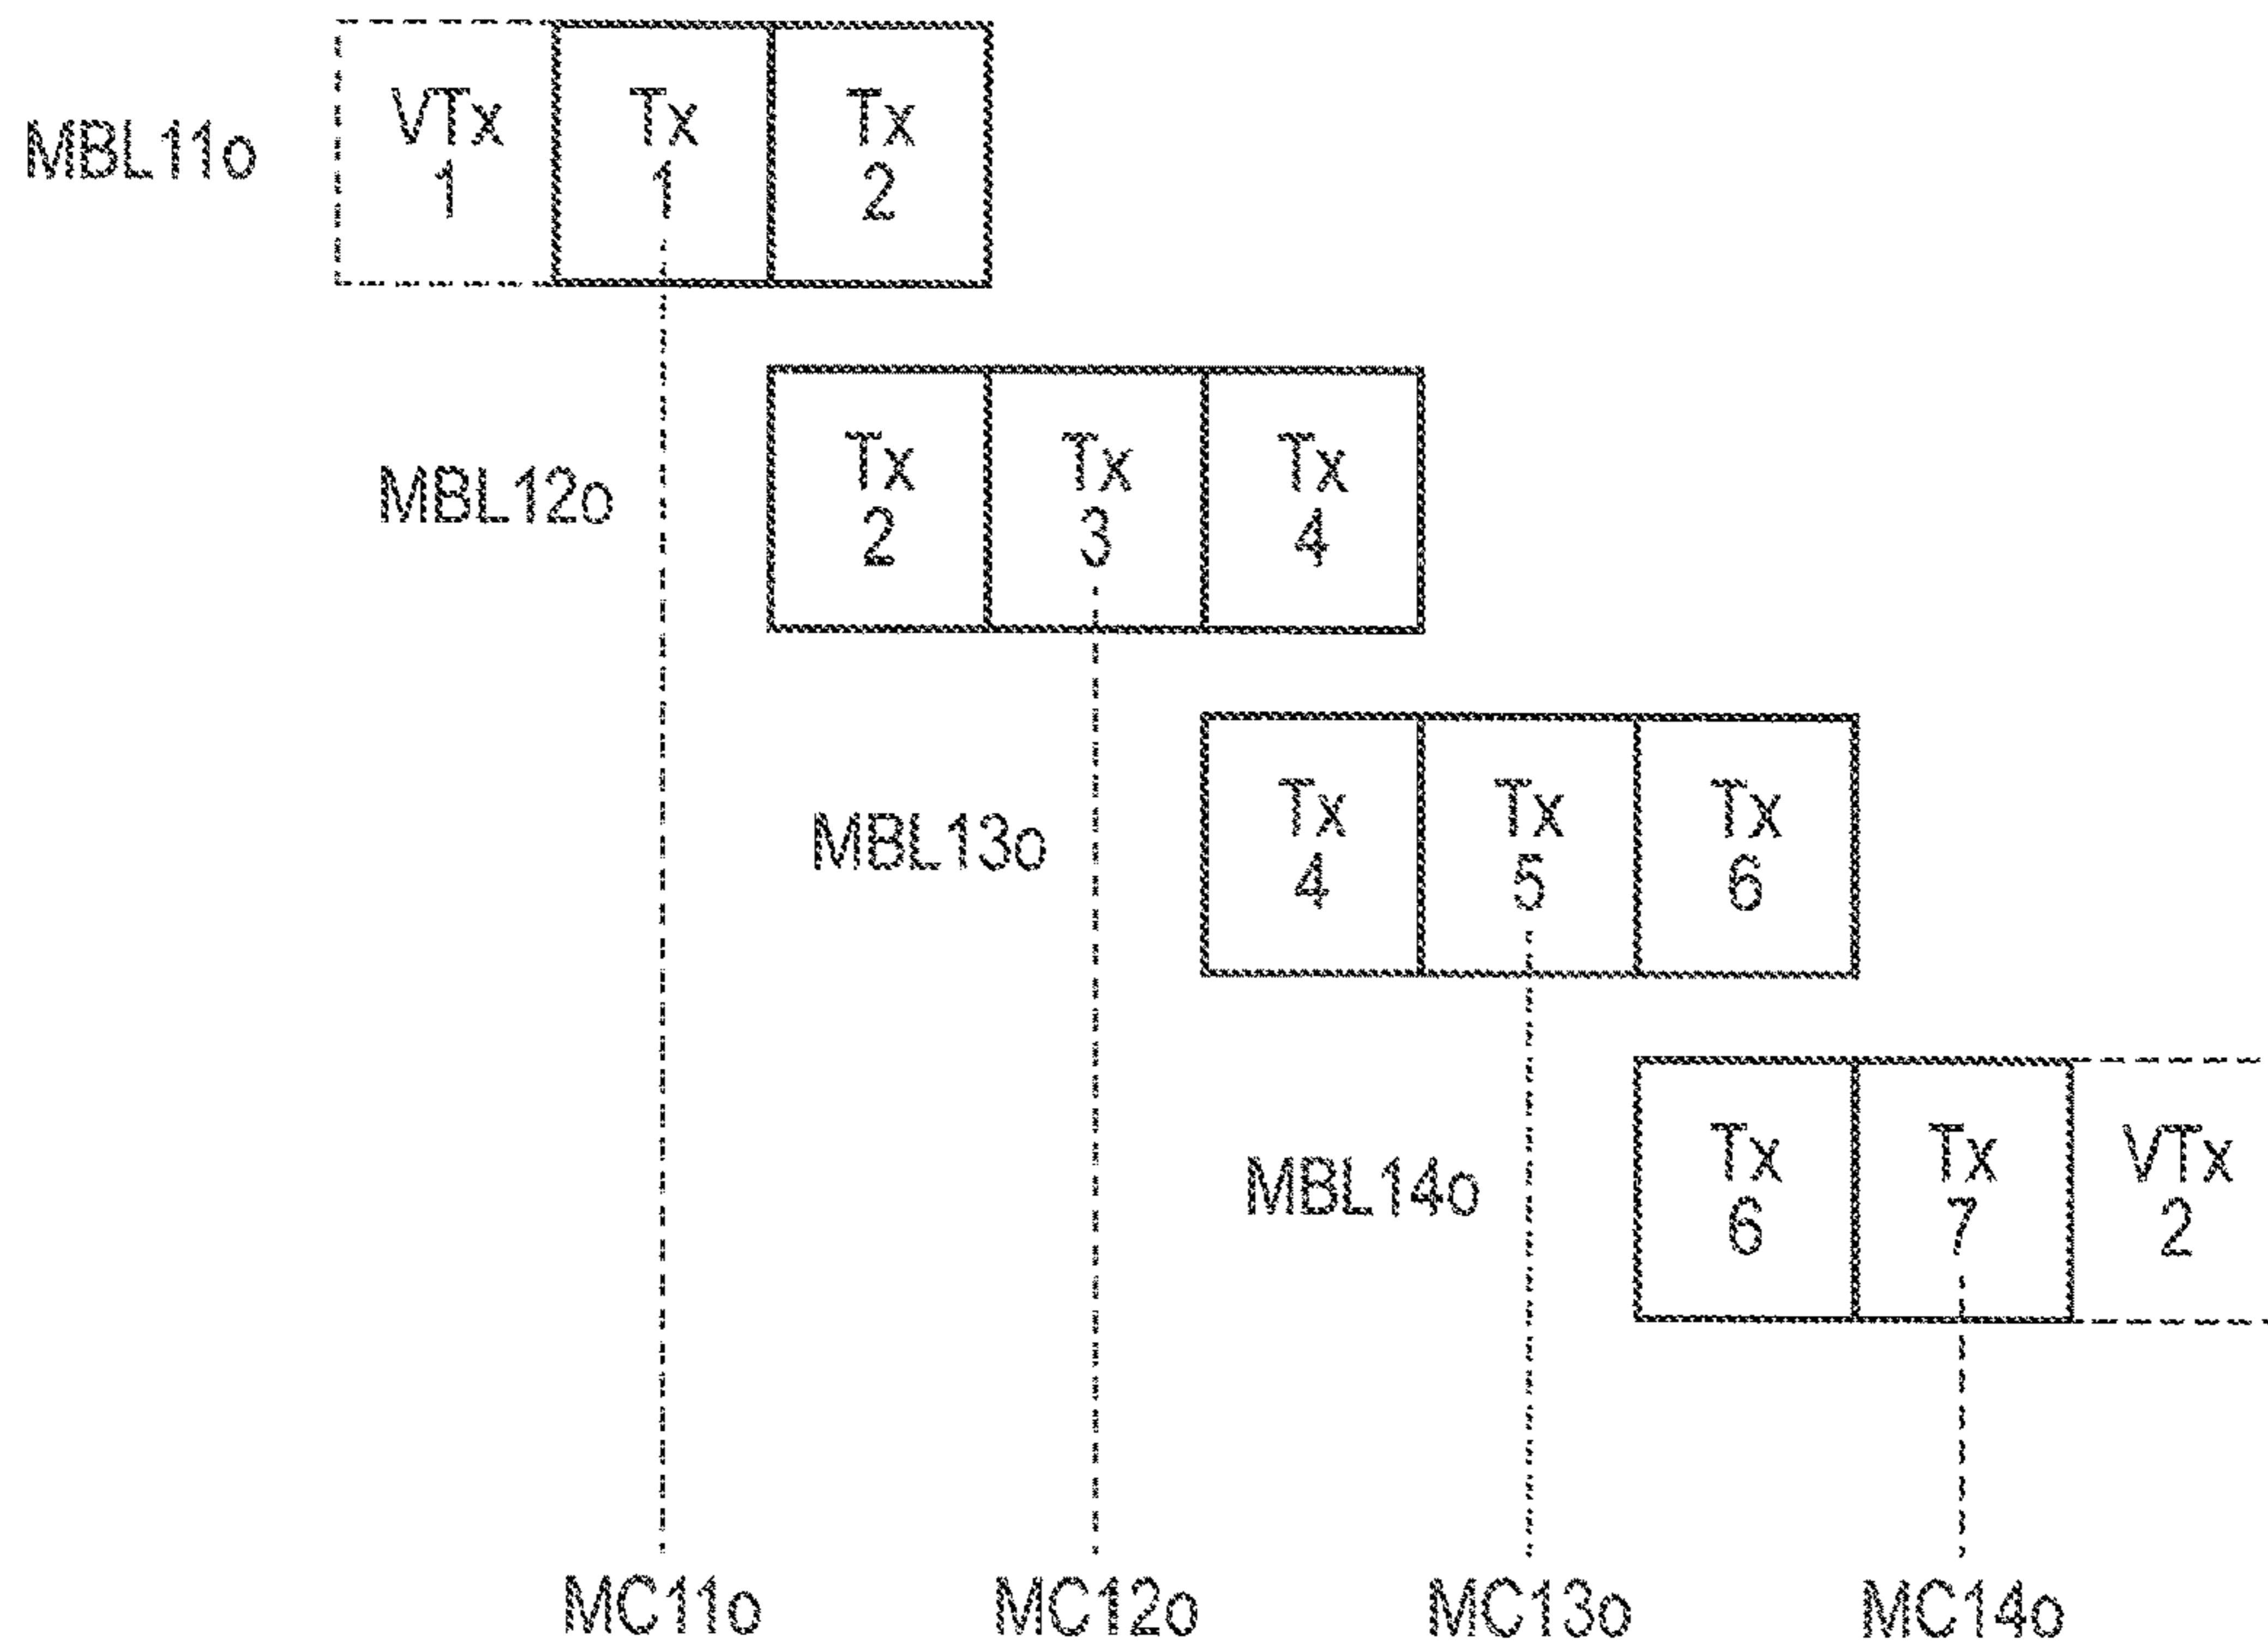 MBL11o
VTx Tx Tx
1 1 2
MBL12o
Tx Tx Tx
2 3 4
MBL13o
Tx Tx Tx
4 5 6
MBL14o
Tx Tx VTx
6 7 2
MC11o MC12o MC13o MC14o